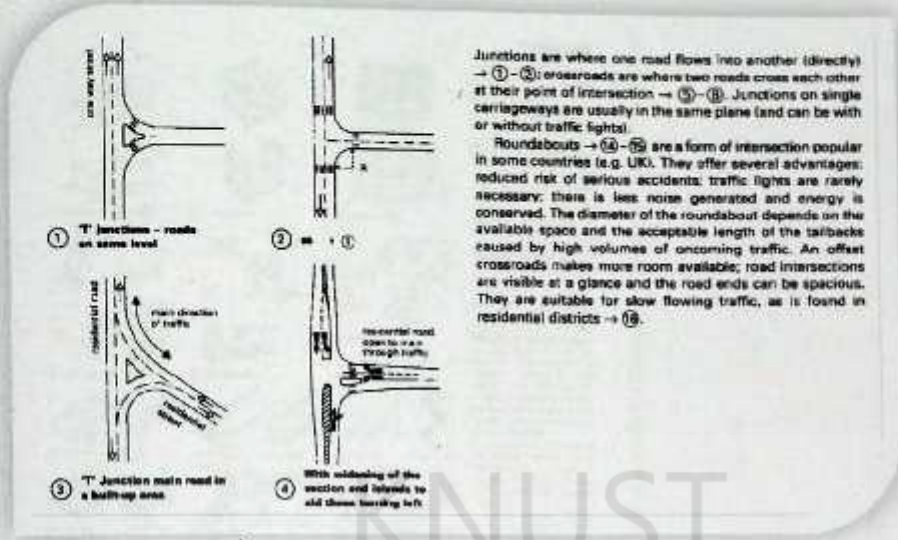 one way street
① 'T' junctions – roads
on same level
②
residential road
main direction
of traffic
residential
street
③ 'T' Junction main road in
a built-up area
residential road
open to main
through traffic
④ With widening of the
section and islands to
aid those turning left
Junctions are where one road flows into another (directly)
→ ①–③; crossroads are where two roads cross each other
at their point of intersection → ⑤–⑧. Junctions on single
carriageways are usually in the same plane (and can be with
or without traffic lights).
Roundabouts → ⑭–⑮ are a form of intersection popular
in some countries (e.g. UK). They offer several advantages:
reduced risk of serious accidents; traffic lights are rarely
necessary; there is less noise generated and energy is
conserved. The diameter of the roundabout depends on the
available space and the acceptable length of the tailbacks
caused by high volumes of oncoming traffic. An offset
crossroads makes more room available; road intersections
are visible at a glance and the road ends can be spacious.
They are suitable for slow flowing traffic, as is found in
residential districts → ⑯.
KNUST